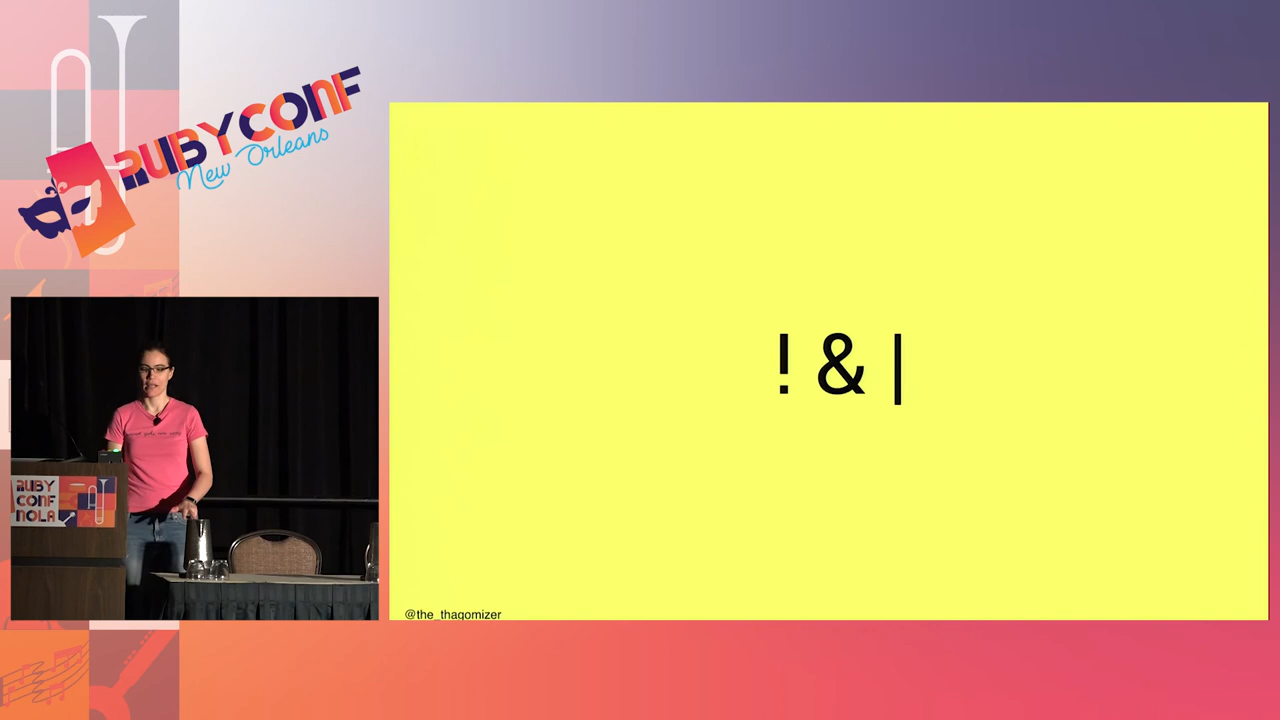 RUBYCONF
New Orleans
! & |
RUBY
CONF
NOLA
@the_thagomizer